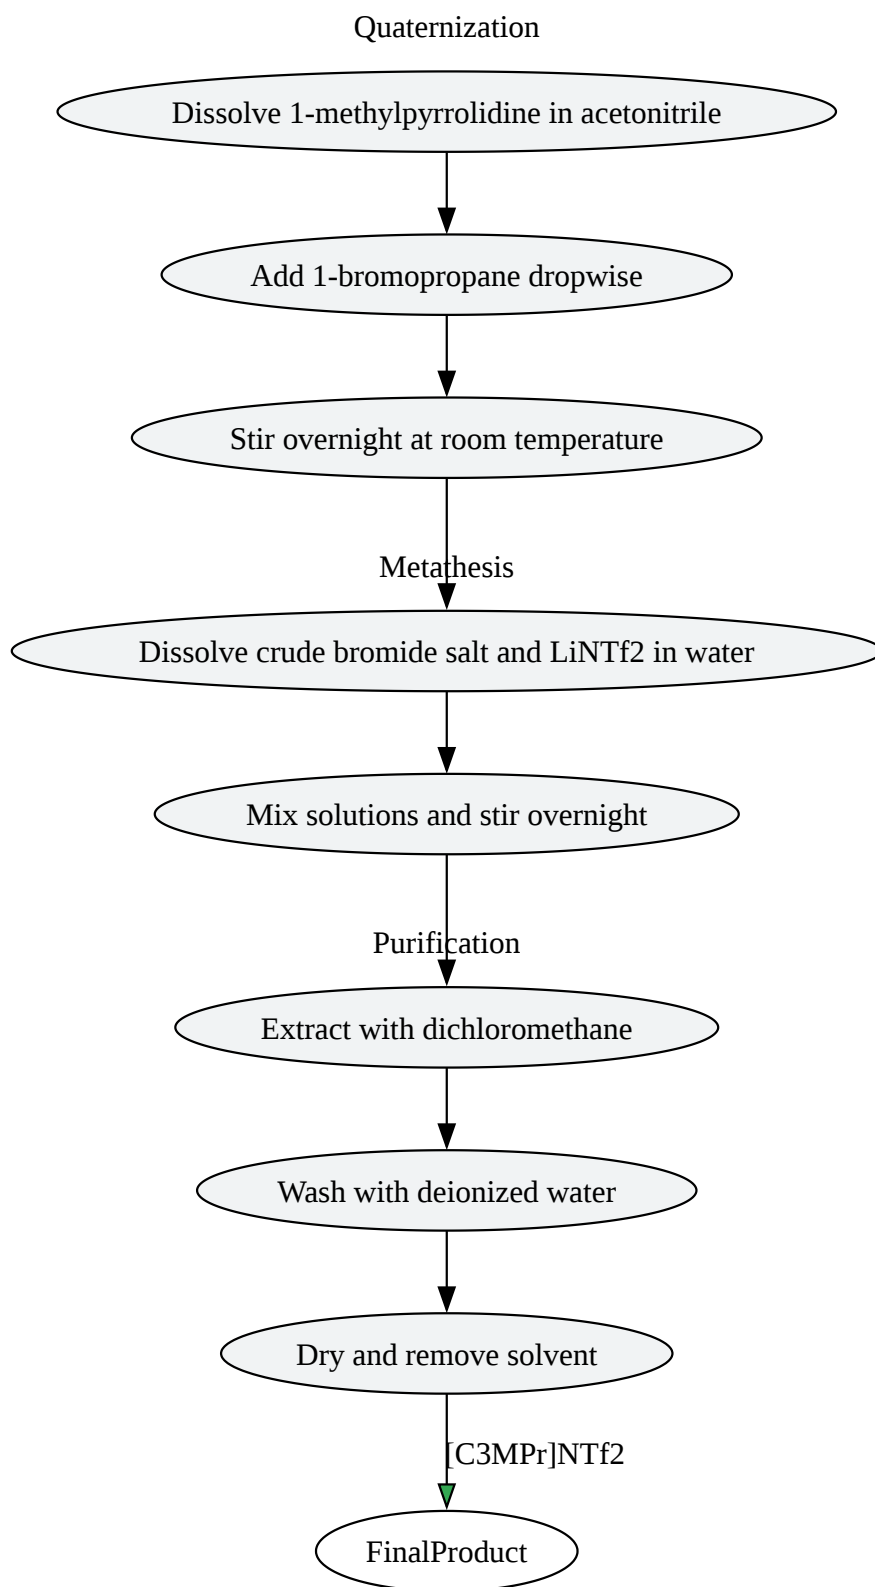 Quaternization
Dissolve 1-methylpyrrolidine in acetonitrile
Add 1-bromopropane dropwise
Stir overnight at room temperature
Metathesis
Dissolve crude bromide salt and LiNTf2 in water
Mix solutions and stir overnight
Purification
Extract with dichloromethane
Wash with deionized water
Dry and remove solvent
[C3MPr]NTf2
FinalProduct